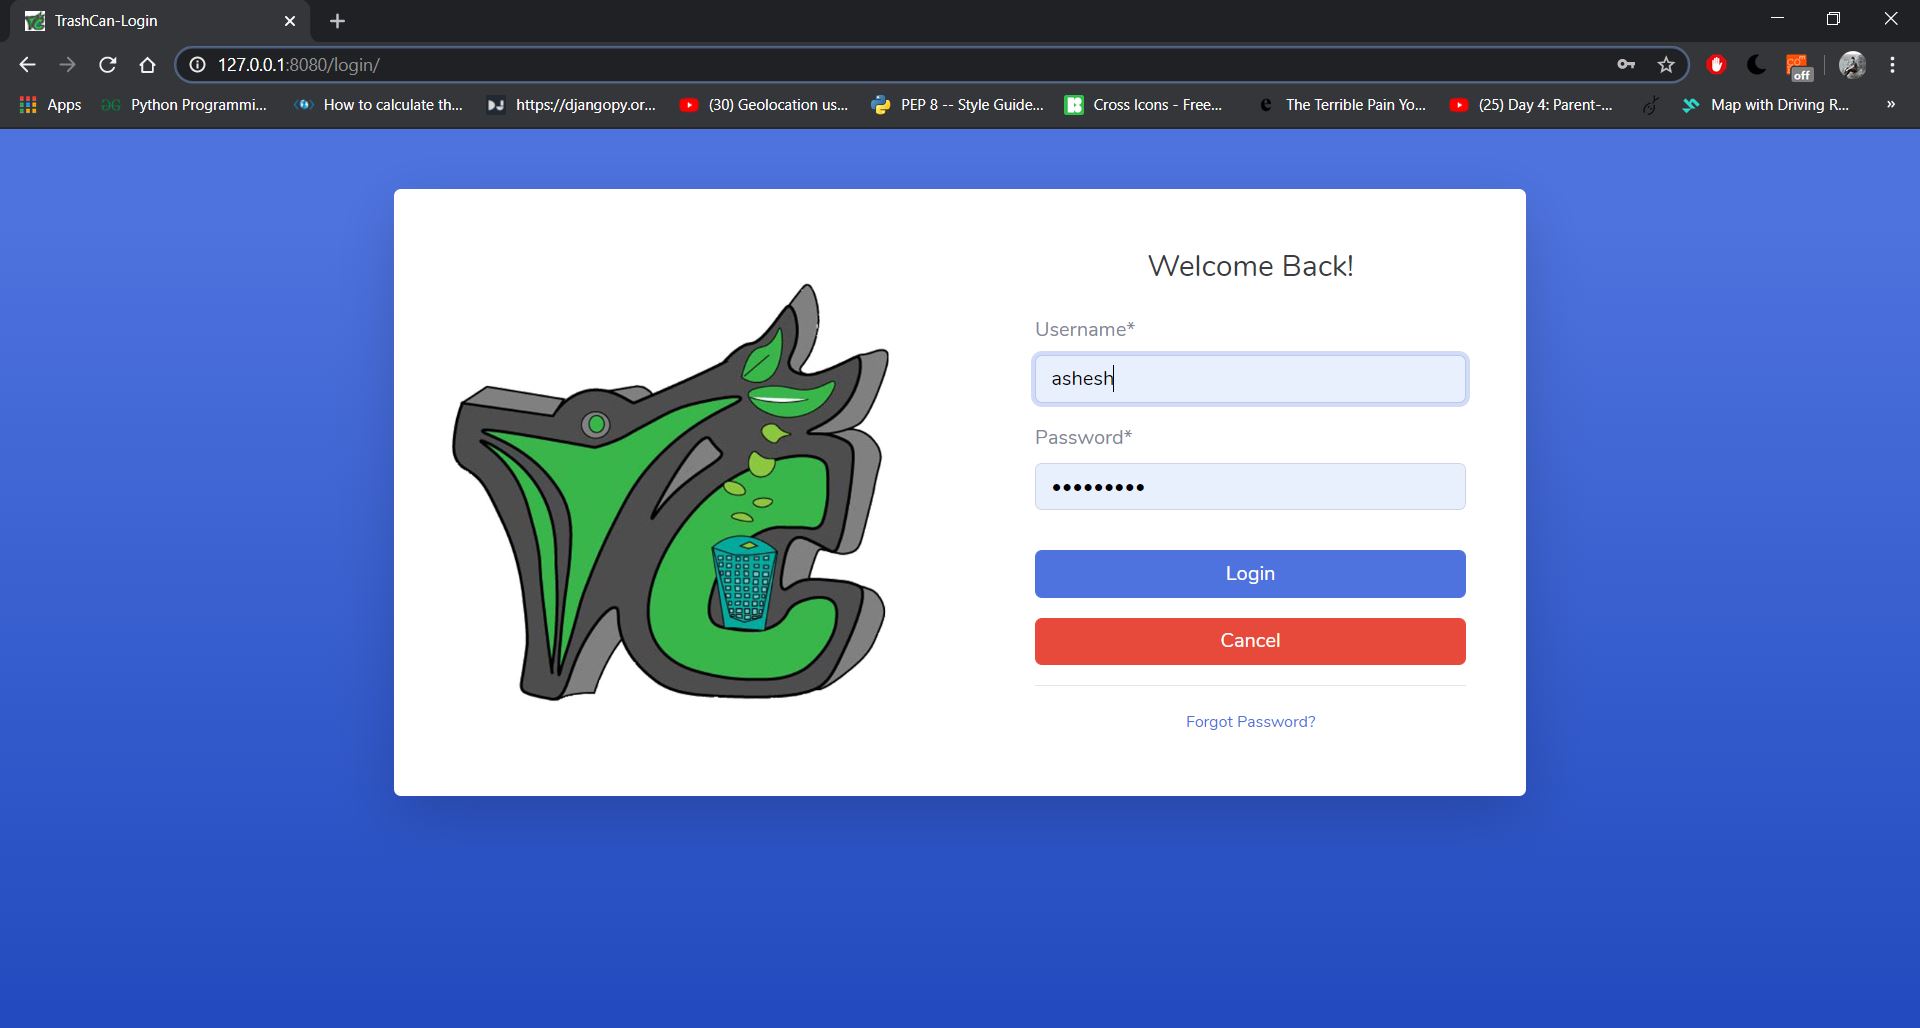 TrashCan-Login
127.0.0.1:8080/login/
off
Apps
Python Programmi...
How to calculate th...
https://djangopy.or...
(30) Geolocation us...
PEP 8 -- Style Guide...
Cross Icons - Free...
The Terrible Pain Yo...
(25) Day 4: Parent-...
Map with Driving R...
»
Welcome Back!
Username*
ashesh
Password*
•••••••••
Login
Cancel
Forgot Password?